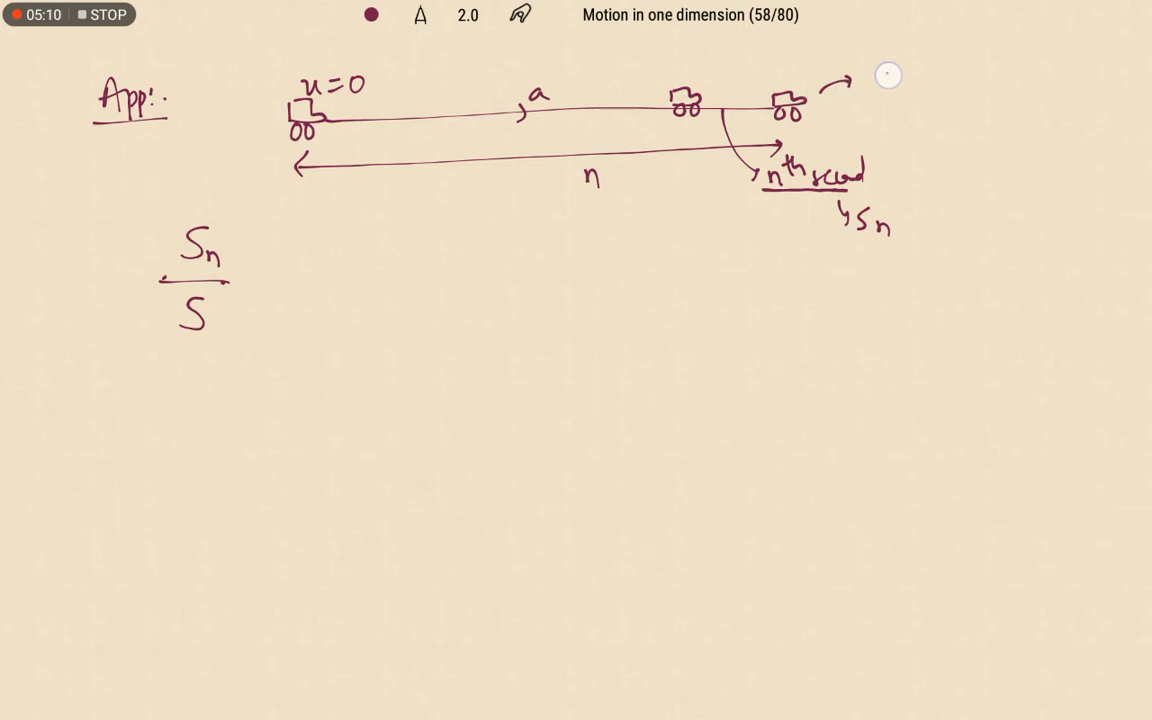 05:10 STOP 2.0 Motion in one dimension (58/80)
App:.
u=0
a
n
nth second
↳ Sn
Sn
S